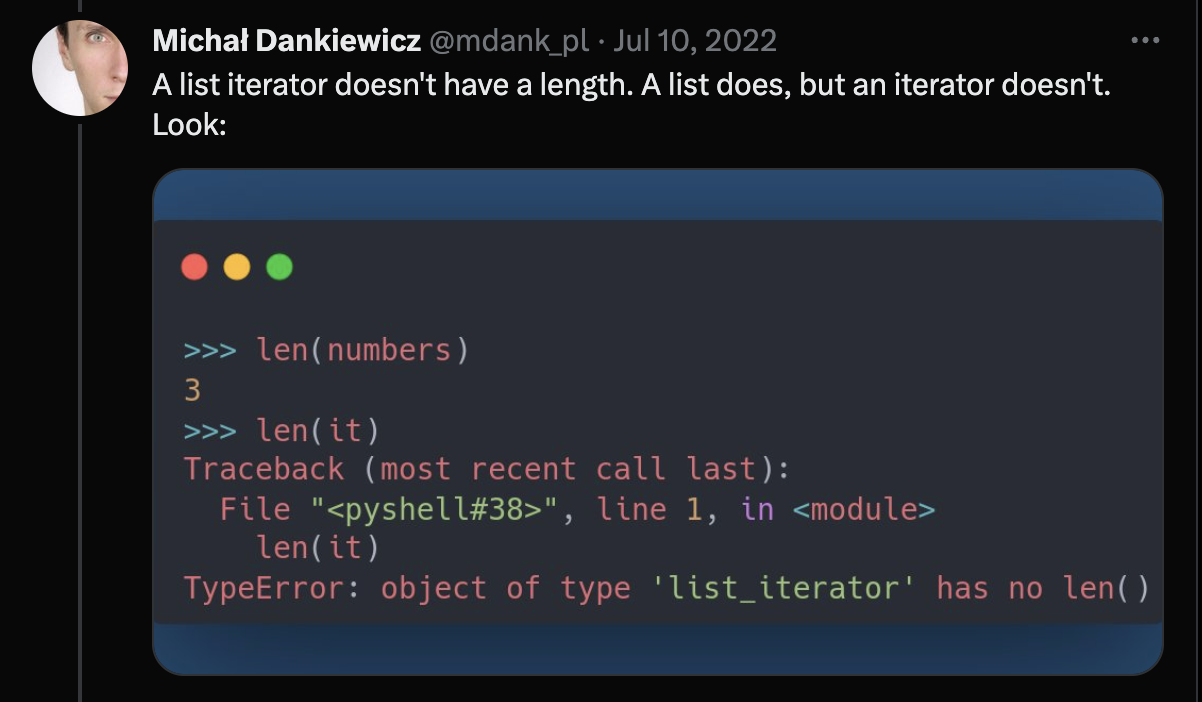 Michał Dankiewicz @mdank_pl · Jul 10, 2022
A list iterator doesn't have a length. A list does, but an iterator doesn't.
Look:
>>> len(numbers)
3
>>> len(it)
Traceback (most recent call last):
  File "<pyshell#38>", line 1, in <module>
    len(it)
TypeError: object of type 'list_iterator' has no len()